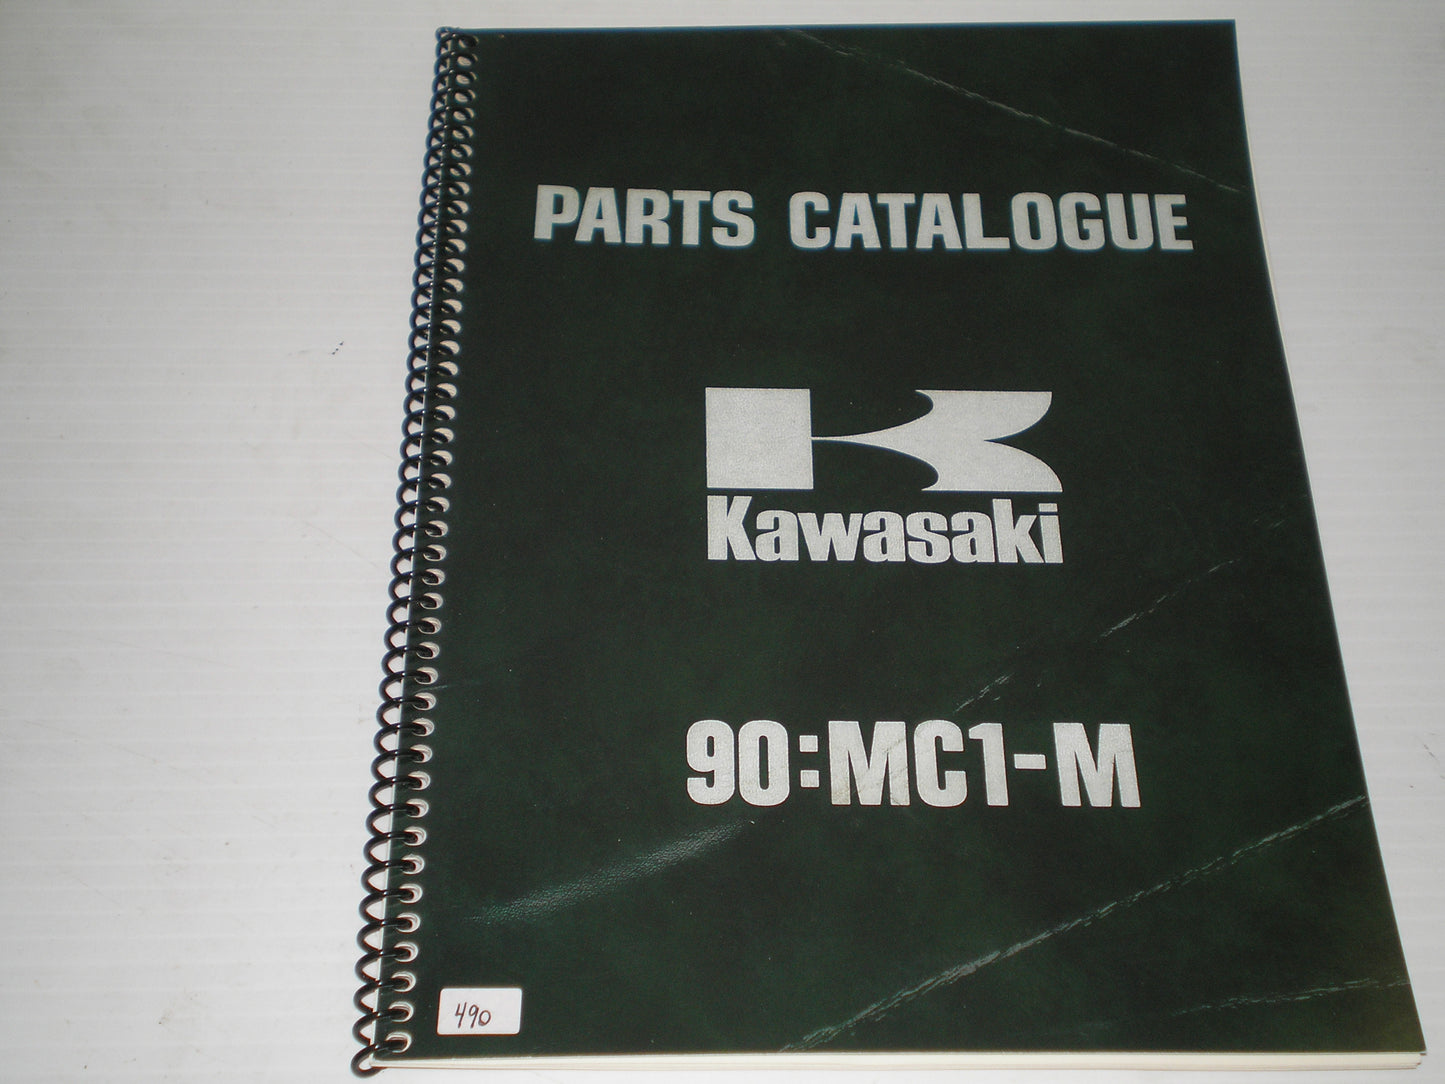 PARTS CATALOGUE
Kawasaki
90:MC1-M
490